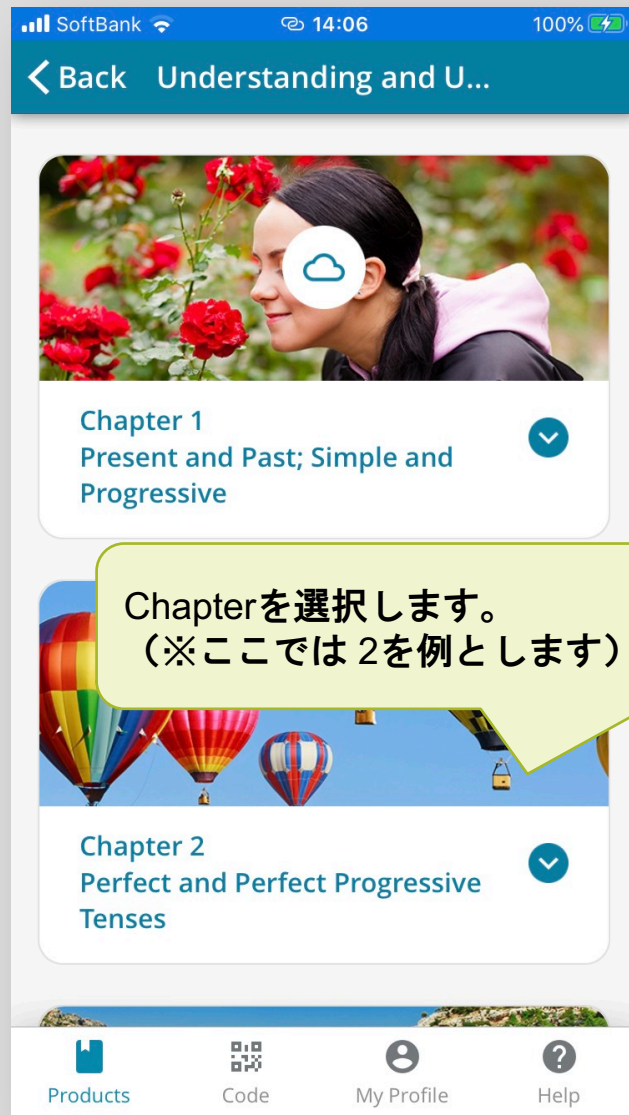 SoftBank 14:06 100%
Back Understanding and U...
Chapter 1
Present and Past; Simple and
Progressive
Chapterを選択します。
（※ここでは 2を例とします）
Chapter 2
Perfect and Perfect Progressive
Tenses
Products Code My Profile Help